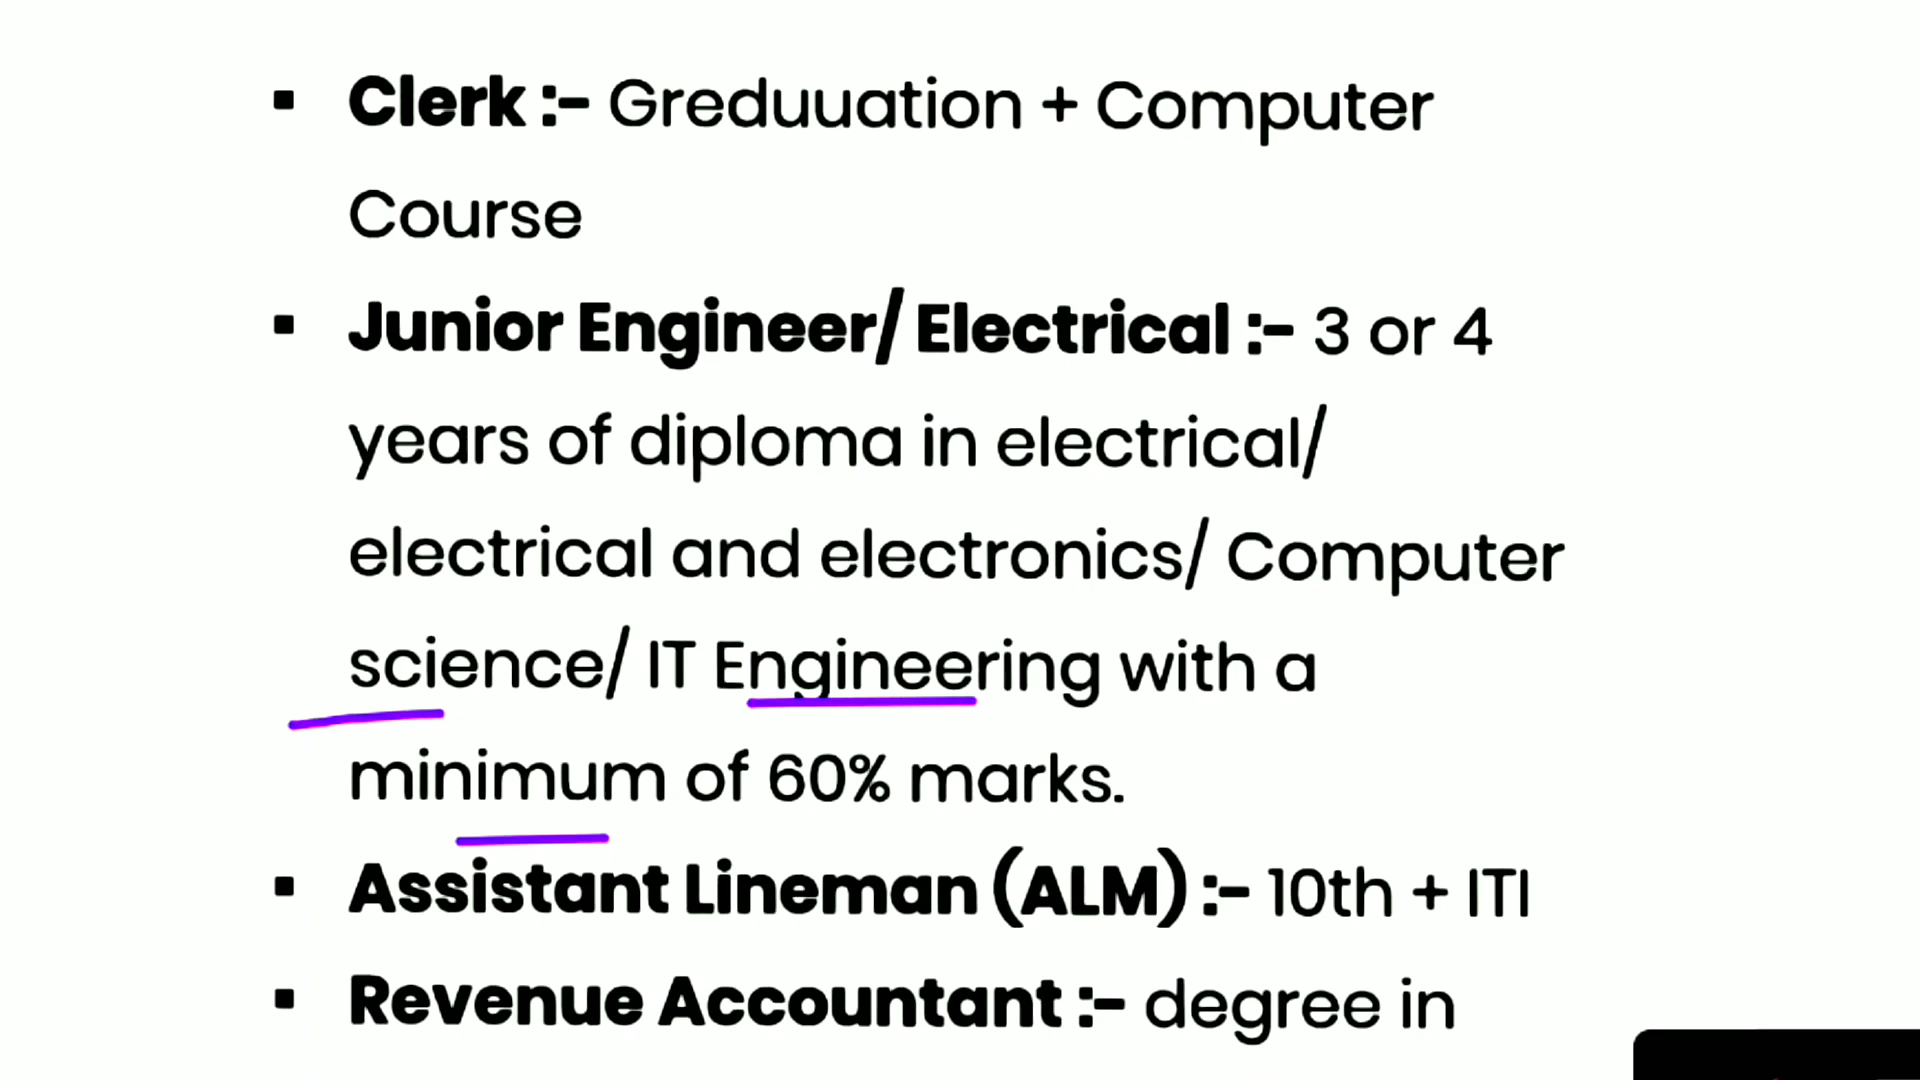 ▪ Clerk :- Greduuation + Computer
Course
▪ Junior Engineer/ Electrical :- 3 or 4
years of diploma in electrical/
electrical and electronics/ Computer
science/ IT Engineering with a
minimum of 60% marks.
▪ Assistant Lineman (ALM) :- 10th + ITI
▪ Revenue Accountant :- degree in